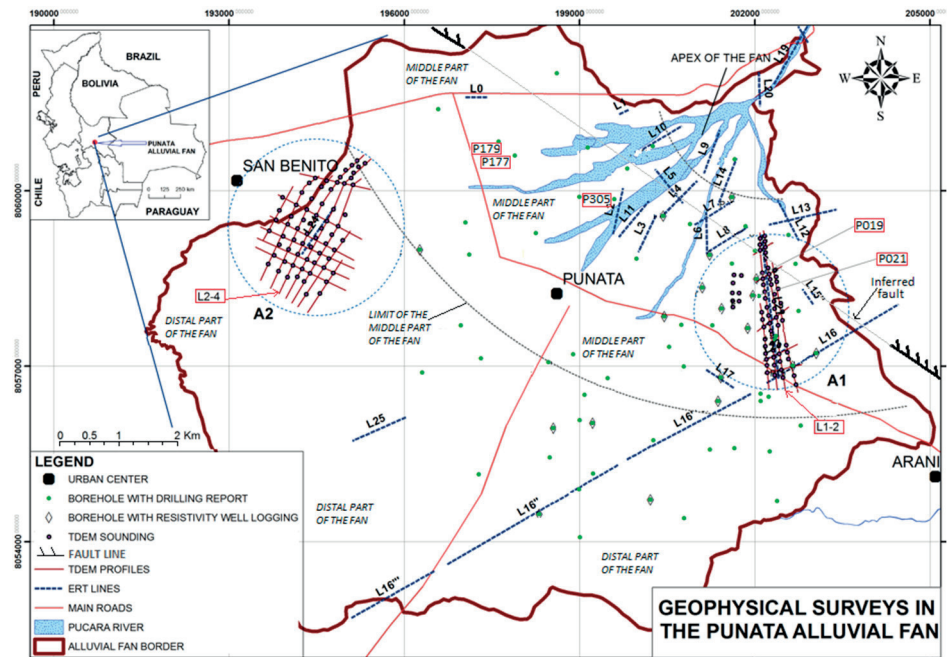 190000
193000
196000
199000
202000
205000
8060000
8057000
8054000
PERU
CHILE
BRAZIL
BOLIVIA
PUNATA
ALLUVIAL FAN
0 125 250 km
PARAGUAY
MIDDLE PART
OF THE FAN
APEX OF THE FAN
N
W E
S
L0
L19
L20
L10
L9
P179
P177
P305
L5
L4
L14
L7
L11
L3
L6
L8
L13
L12
SAN BENITO
MIDDLE PART
OF THE FAN
P019
P021
L15"
Inferred
fault
L16
PUNATA
L2-4
A2
DISTAL PART
OF THE FAN
LIMIT OF THE
MIDDLE PART
OF THE FAN
MIDDLE PART
OF THE FAN
A1
L17
L16'
L1-2
L25
ARANI
0 0.5 1 2 Km
DISTAL PART
OF THE FAN
L16"
DISTAL PART
OF THE FAN
L16"'
LEGEND
URBAN CENTER
BOREHOLE WITH DRILLING REPORT
BOREHOLE WITH RESISTIVITY WELL LOGGING
TDEM SOUNDING
FAULT LINE
TDEM PROFILES
ERT LINES
MAIN ROADS
PUCARA RIVER
ALLUVIAL FAN BORDER
GEOPHYSICAL SURVEYS IN
THE PUNATA ALLUVIAL FAN